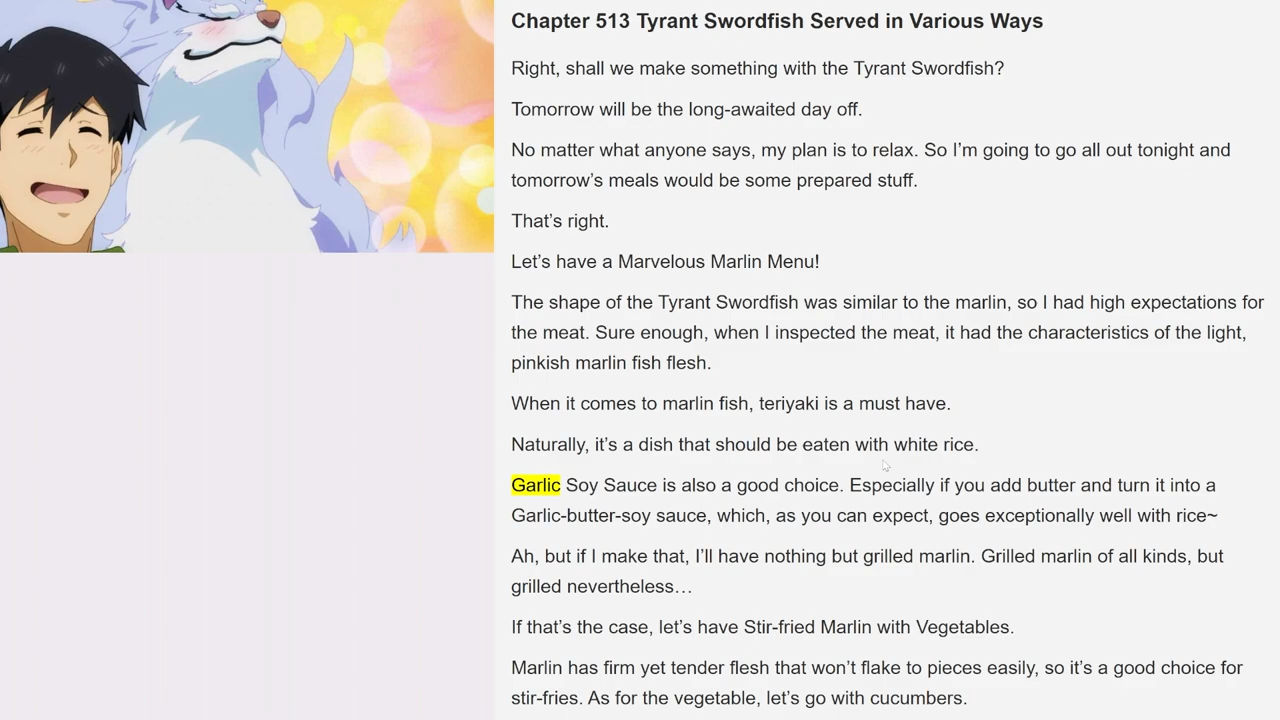 Chapter 513 Tyrant Swordfish Served in Various Ways
Right, shall we make something with the Tyrant Swordfish?
Tomorrow will be the long-awaited day off.
No matter what anyone says, my plan is to relax. So I’m going to go all out tonight and
tomorrow’s meals would be some prepared stuff.
That’s right.
Let’s have a Marvelous Marlin Menu!
The shape of the Tyrant Swordfish was similar to the marlin, so I had high expectations for
the meat. Sure enough, when I inspected the meat, it had the characteristics of the light,
pinkish marlin fish flesh.
When it comes to marlin fish, teriyaki is a must have.
Naturally, it’s a dish that should be eaten with white rice.
Garlic Soy Sauce is also a good choice. Especially if you add butter and turn it into a
Garlic-butter-soy sauce, which, as you can expect, goes exceptionally well with rice~
Ah, but if I make that, I’ll have nothing but grilled marlin. Grilled marlin of all kinds, but
grilled nevertheless…
If that’s the case, let’s have Stir-fried Marlin with Vegetables.
Marlin has firm yet tender flesh that won’t flake to pieces easily, so it’s a good choice for
stir-fries. As for the vegetable, let’s go with cucumbers.